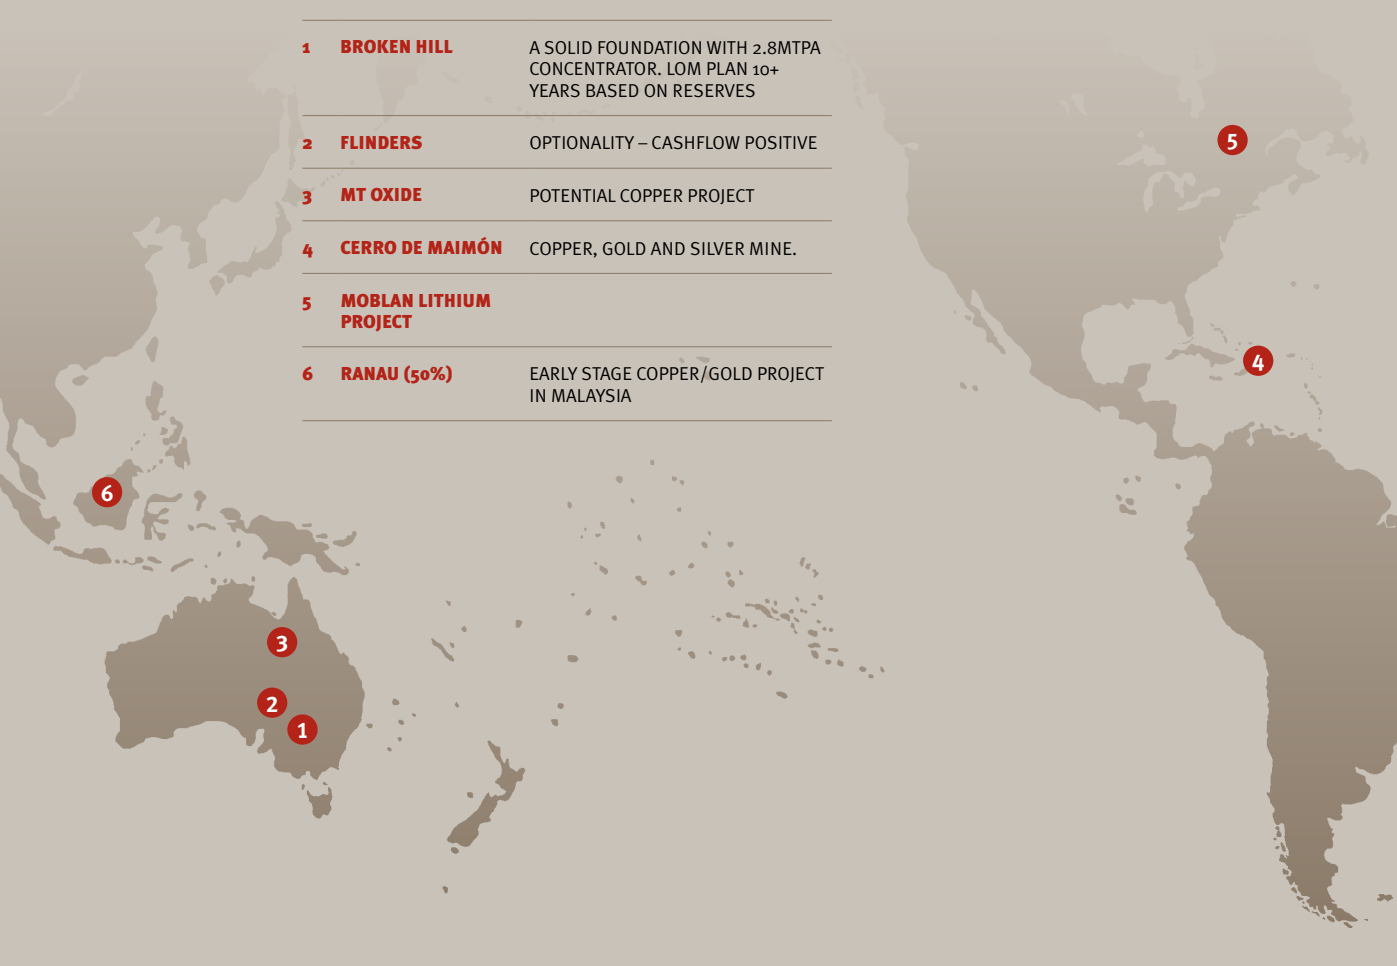 1 BROKEN HILL A SOLID FOUNDATION WITH 2.8MTPA
CONCENTRATOR. LOM PLAN 10+
YEARS BASED ON RESERVES
2 FLINDERS OPTIONALITY – CASHFLOW POSITIVE
3 MT OXIDE POTENTIAL COPPER PROJECT
4 CERRO DE MAIMÓN COPPER, GOLD AND SILVER MINE.
5 MOBLAN LITHIUM
PROJECT
6 RANAU (50%) EARLY STAGE COPPER/GOLD PROJECT
IN MALAYSIA
5
4
6
3
2
1